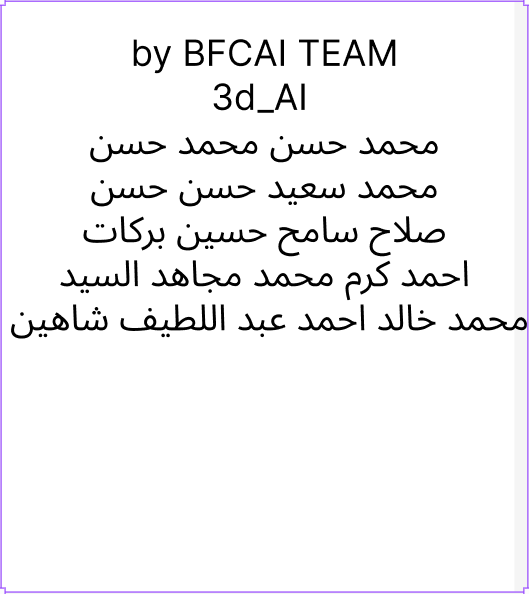 by BFCAI TEAM
3d_AI
محمد حسن محمد حسن
محمد سعيد حسن حسن
صلاح سامح حسين بركات
احمد كرم محمد مجاهد السيد
محمد خالد احمد عبد اللطيف شاهين